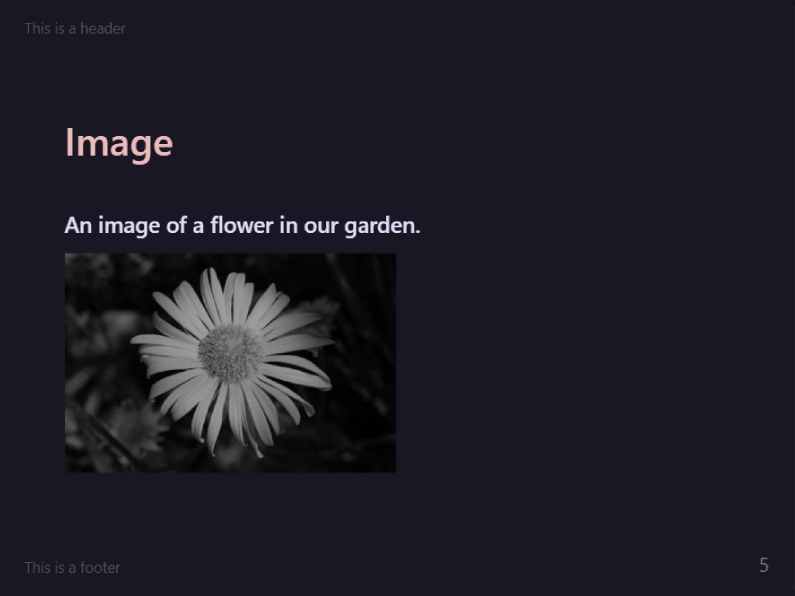 This is a header
Image
An image of a flower in our garden.
This is a footer
5